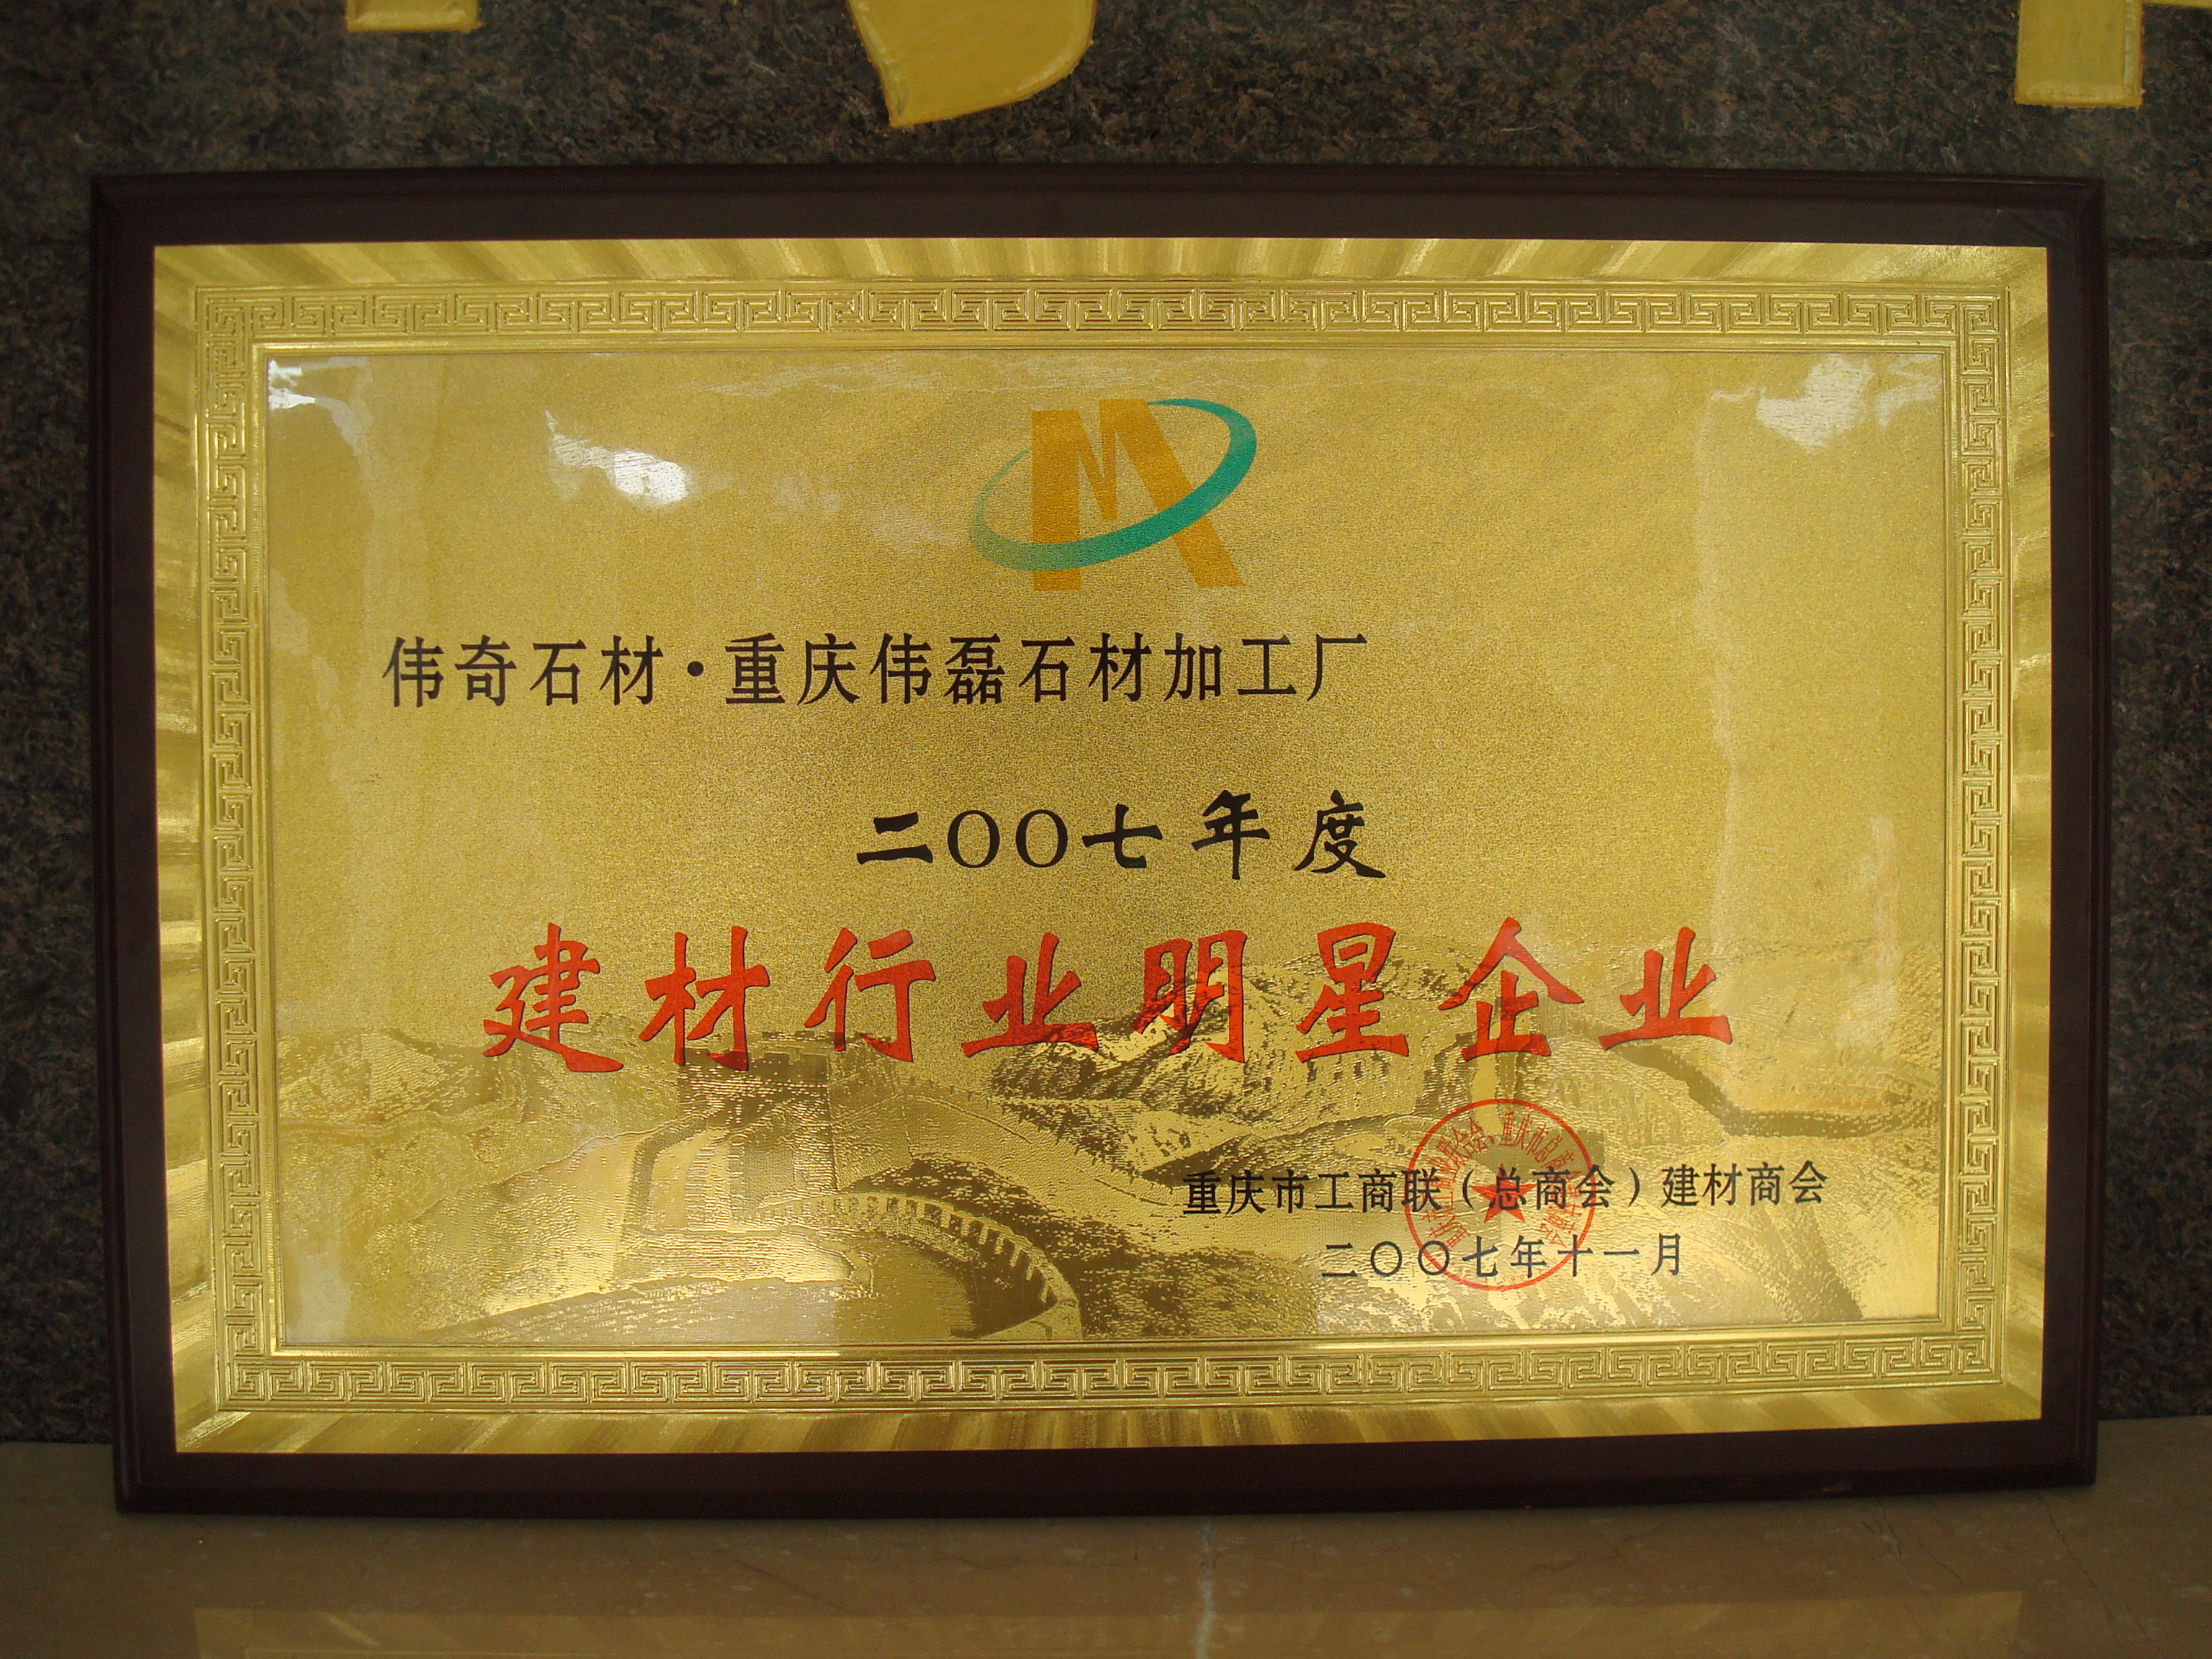 伟奇石材·重庆伟磊石材加工厂
二〇〇七年度
建材行业明星企业
重庆市工商联（总商会）建材商会
二〇〇七年十一月